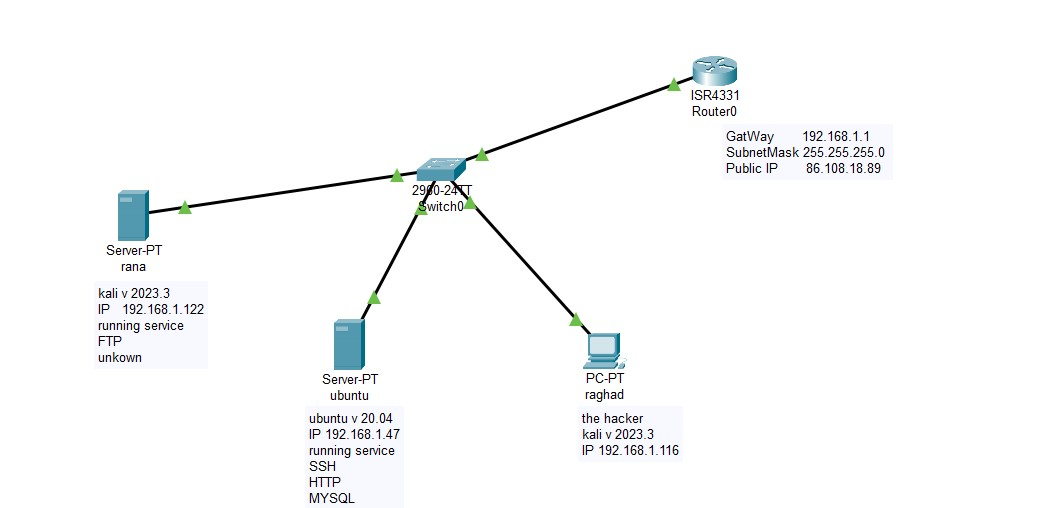 ISR4331
Router0
GatWay 192.168.1.1
SubnetMask 255.255.255.0
Public IP 86.108.18.89
2960-24TT
Switch0
Server-PT
rana
kali v 2023.3
IP 192.168.1.122
running service
FTP
unkown
Server-PT
ubuntu
ubuntu v 20.04
IP 192.168.1.47
running service
SSH
HTTP
MYSQL
PC-PT
raghad
the hacker
kali v 2023.3
IP 192.168.1.116